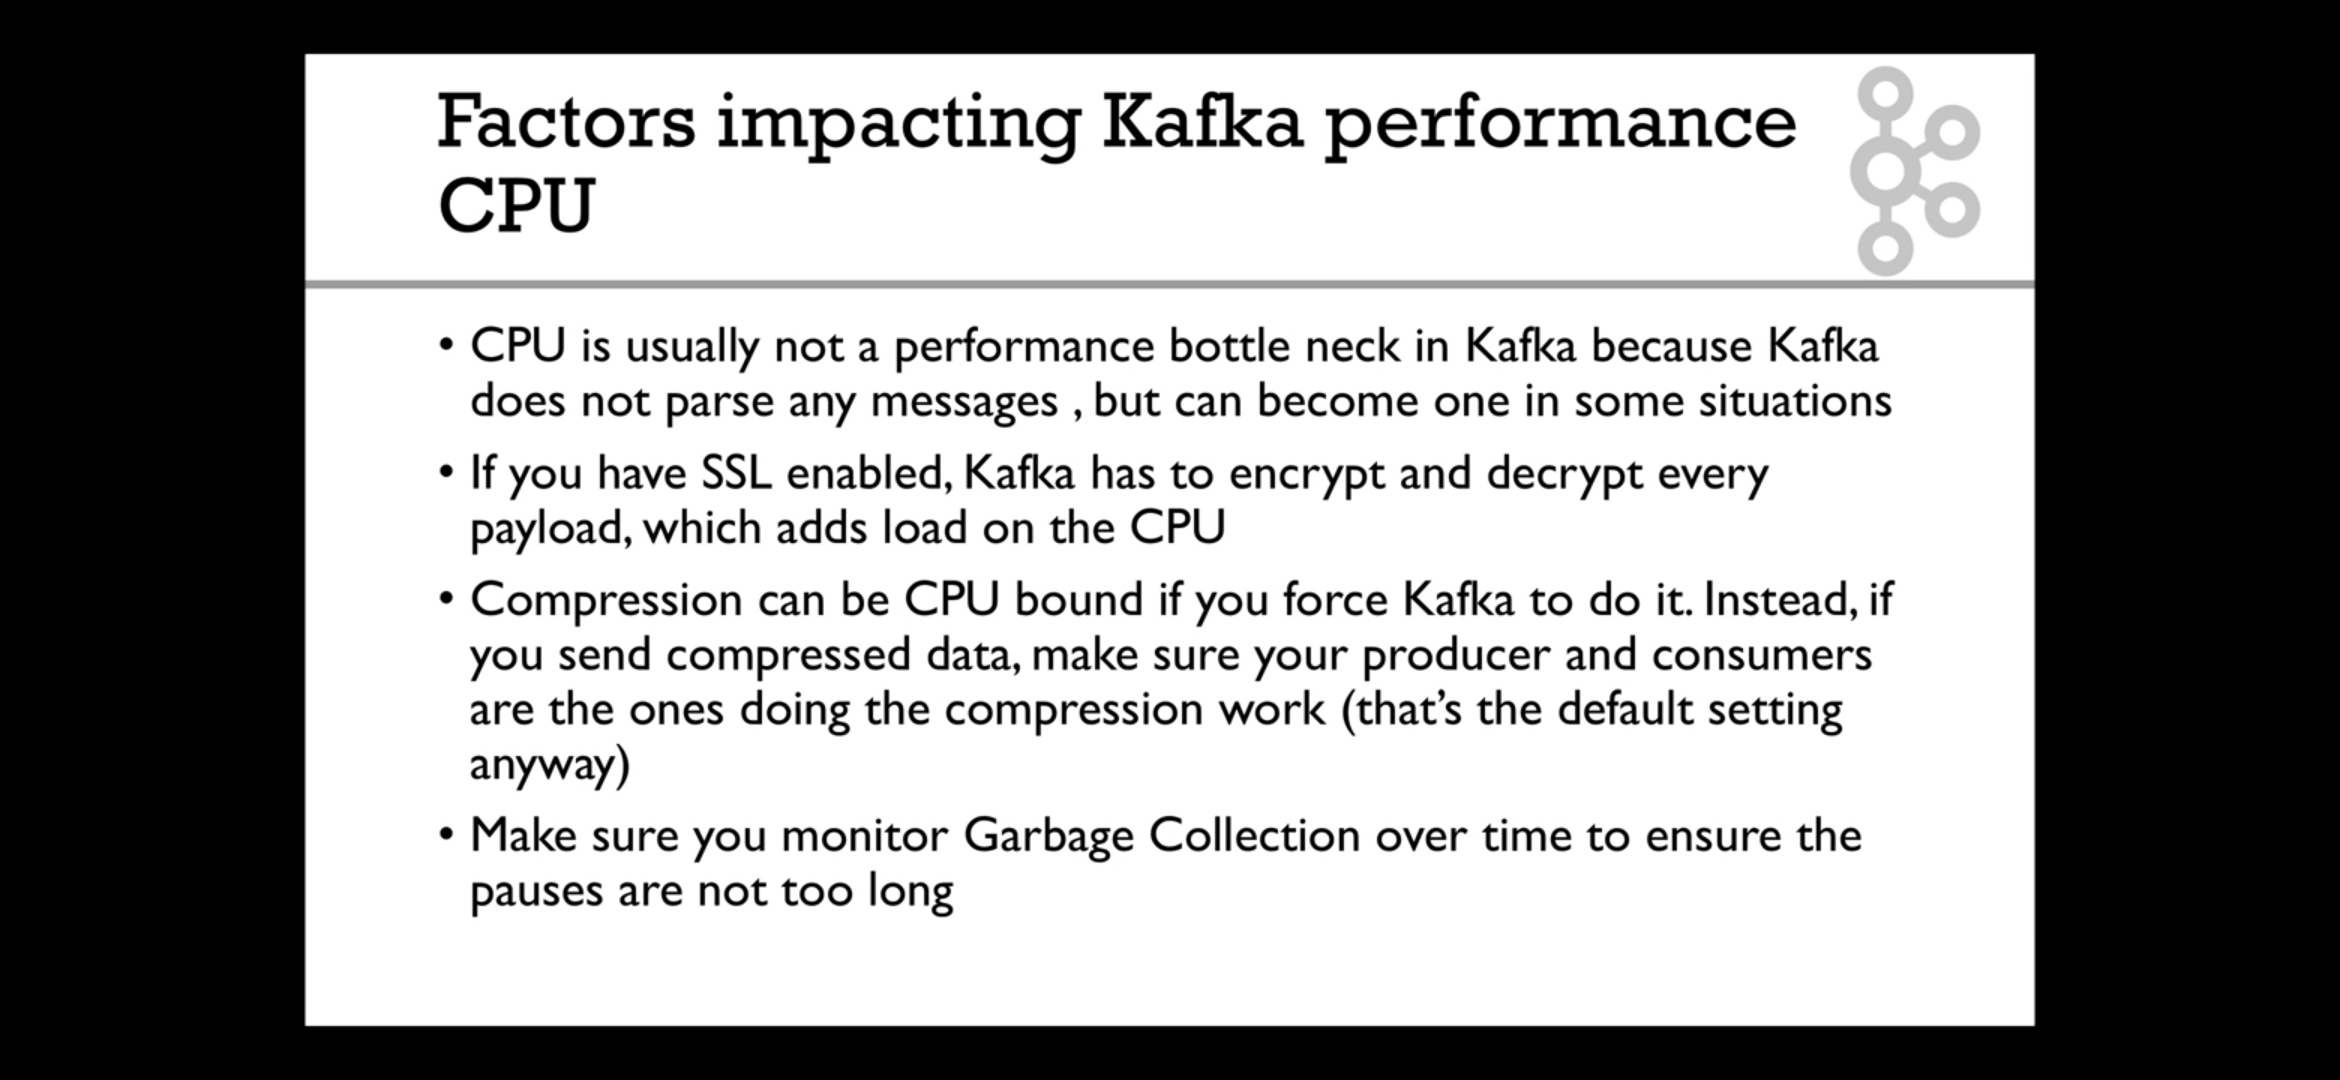 Factors impacting Kafka performance
CPU
• CPU is usually not a performance bottle neck in Kafka because Kafka
does not parse any messages , but can become one in some situations
• If you have SSL enabled, Kafka has to encrypt and decrypt every
payload, which adds load on the CPU
• Compression can be CPU bound if you force Kafka to do it. Instead, if
you send compressed data, make sure your producer and consumers
are the ones doing the compression work (that’s the default setting
anyway)
• Make sure you monitor Garbage Collection over time to ensure the
pauses are not too long